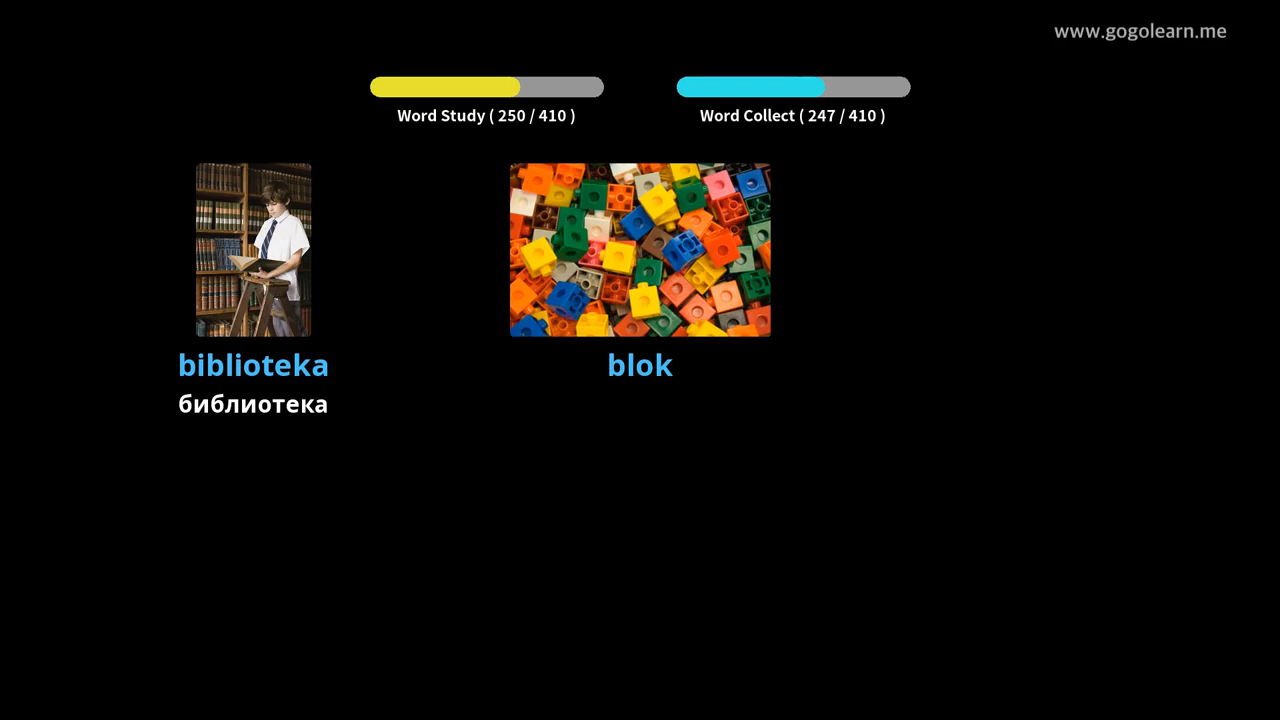 www.gogolearn.me
Word Study ( 250 / 410 )
Word Collect ( 247 / 410 )
biblioteka
библиотека
blok